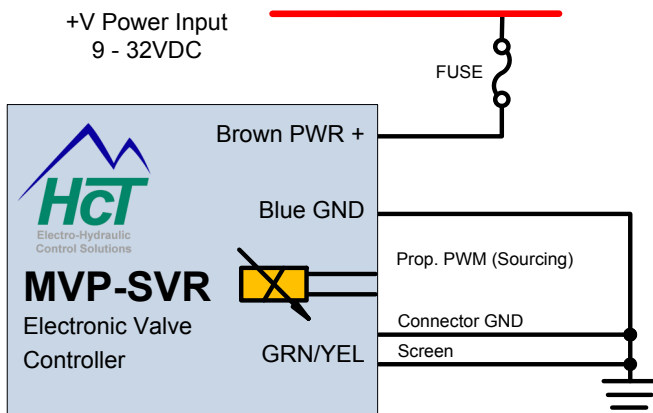 +V Power Input
9 - 32VDC
FUSE
Brown PWR +
HCT
Electro-Hydraulic
Control Solutions
Blue GND
Prop. PWM (Sourcing)
MVP-SVR
Electronic Valve
Controller
Connector GND
GRN/YEL
Screen